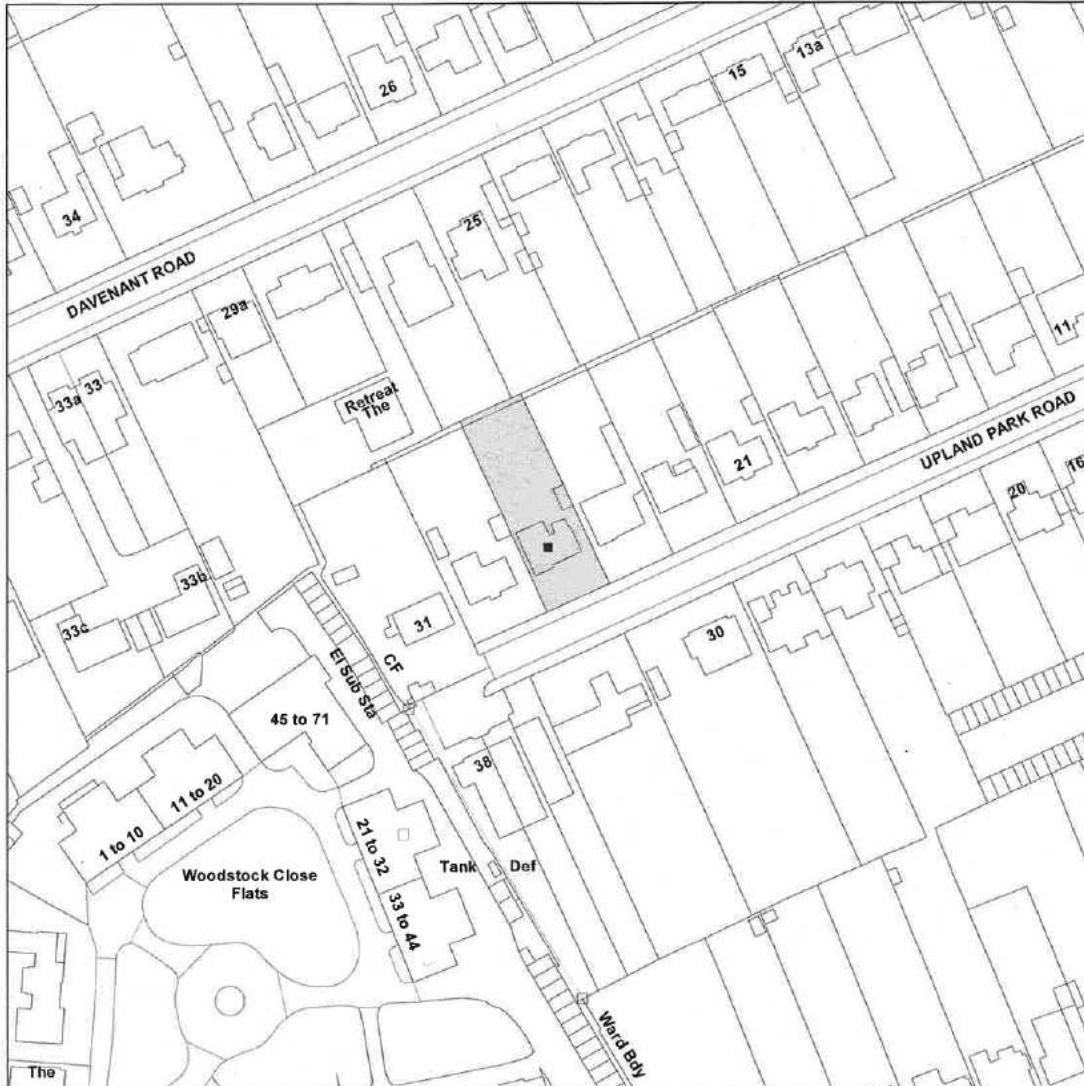 13a
15
26
34
25
DAVENANT ROAD
29a
33
33a
Retreat
The
11
UPLAND PARK ROAD
21
20
16
33b
33c
31
30
CF
El Sub Sta
45 to 71
38
11 to 20
1 to 10
21 to 32
33 to 44
Tank
Def
Woodstock Close
Flats
Ward Bdy
The